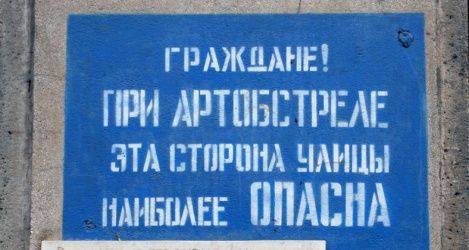 ГРАЖДАНЕ!
ПРИ АРТОБСТРЕЛЕ
ЭТА СТОРОНА УЛИЦЫ
НАИБОЛЕЕ ОПАСНА